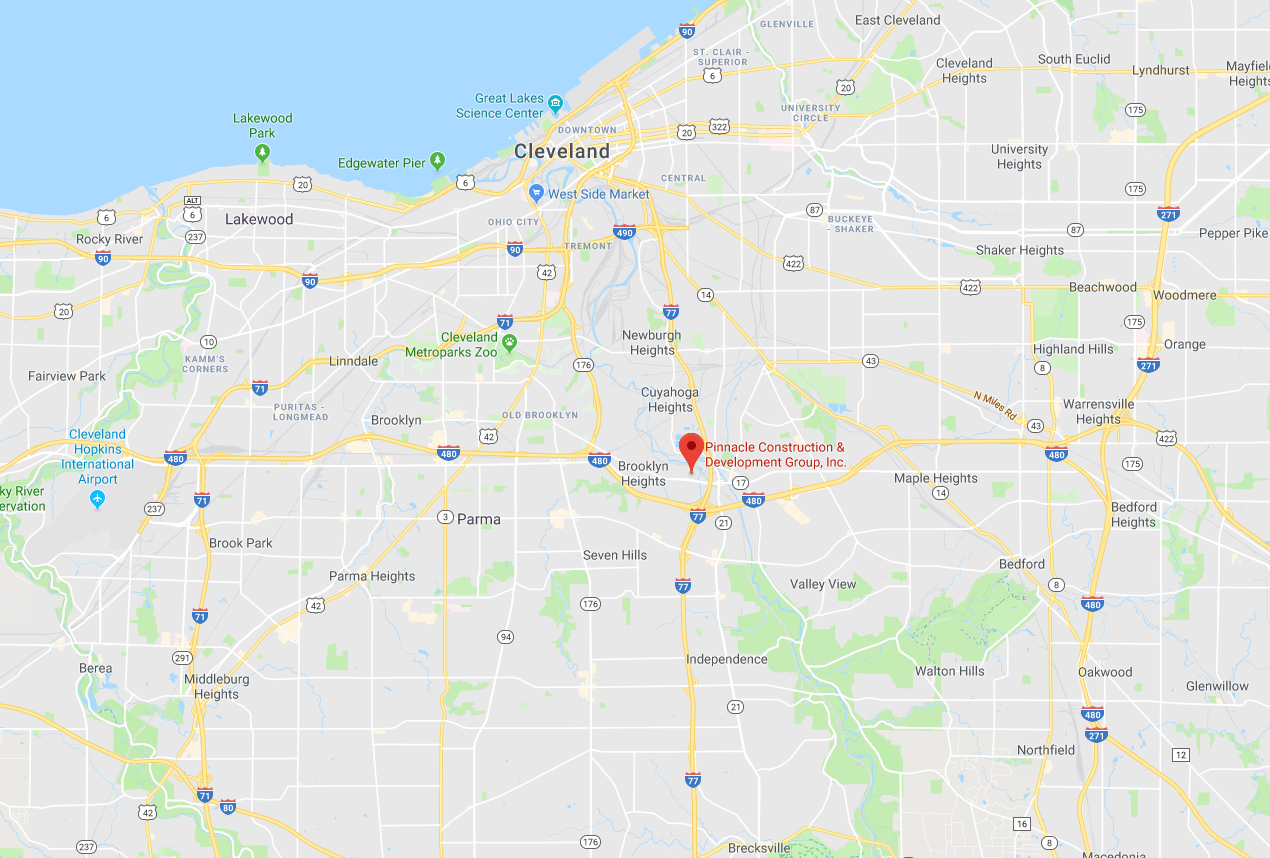 90
GLENVILLE
East Cleveland
ST. CLAIR -
SUPERIOR
6
Cleveland
Heights
South Euclid
Lyndhurst
Mayfield
Heights
20
Great Lakes
Science Center
175
UNIVERSITY
CIRCLE
Lakewood
Park
DOWNTOWN
20
322
Cleveland
University
Heights
Edgewater Pier
20
6
CENTRAL
175
West Side Market
ALT
6
6
Lakewood
OHIO CITY
87
BUCKEYE
- SHAKER
271
87
Pepper Pike
Rocky River
237
490
TREMONT
90
90
Shaker Heights
422
42
90
422
Beachwood
Woodmere
14
20
77
71
175
Cleveland
Metroparks Zoo
Newburgh
Heights
10
Orange
Highland Hills
KAMM'S
CORNERS
Linndale
176
43
8
271
Fairview Park
71
Cuyahoga
Heights
N Miles Rd
PUTIRAS -
LONGMEAD
Brooklyn
OLD BROOKLYN
Warrensville
Heights
43
42
422
Cleveland
Hopkins
International
Airport
480
480
480
Pinnacle Construction &
Development Group, Inc.
480
Brooklyn
Heights
175
17
Maple Heights
14
ky River
ervation
71
480
237
3
Parma
77
21
Bedford
Heights
Brook Park
Seven Hills
Bedford
Parma Heights
77
Valley View
8
176
42
480
71
94
291
Berea
Independence
Walton Hills
Oakwood
Middleburg
Heights
Glenwillow
21
480
271
Northfield
12
77
71
80
42
16
8
237
176
Brecksville
Macedonia